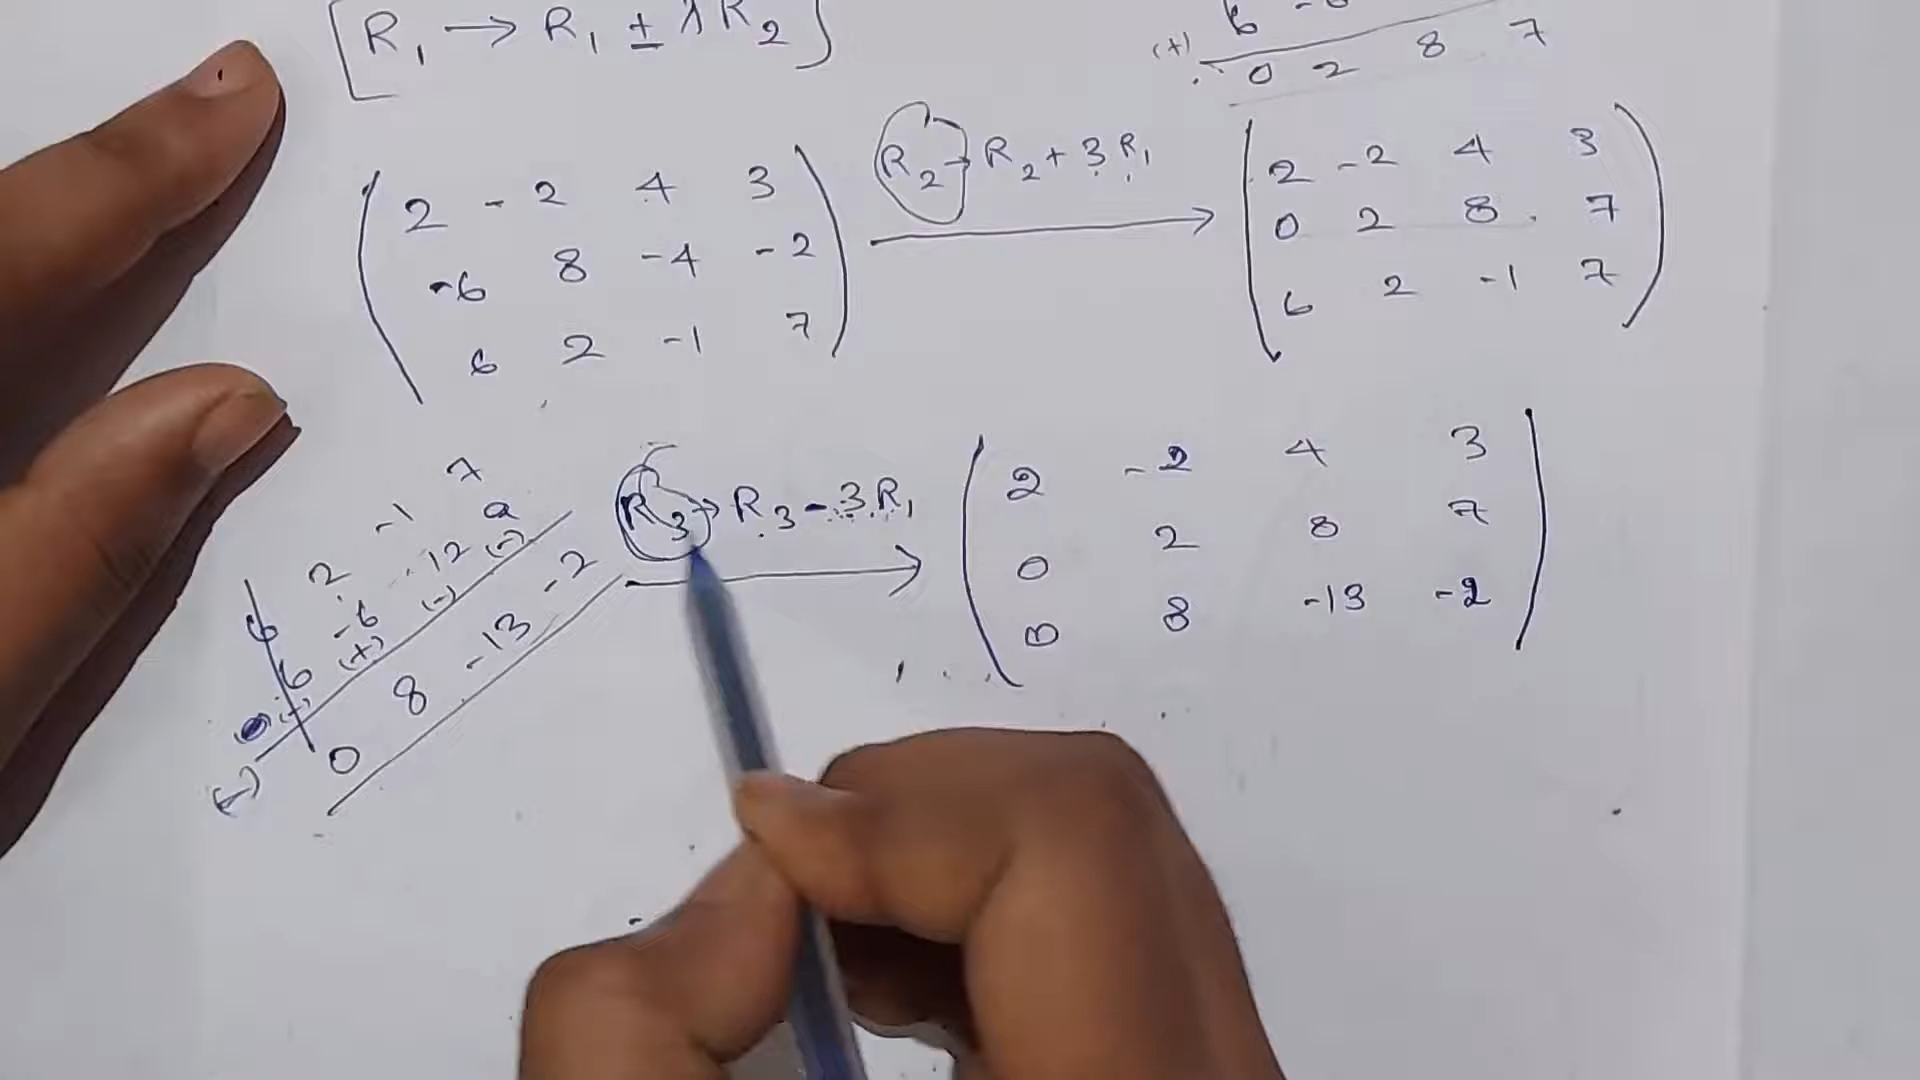 [R₁ → R₁ ± λR₂]
6 -6
(+)
0 2 8 7
2 -2 4 3
-6 8 -4 -2
6 2 -1 7
R₂ → R₂ + 3R₁
2 -2 4 3
0 2 8 7
6 2 -1 7
6 2 -1 7
6 -6 12 9
(-) (+) (-) (-)
0 8 -13 -2
(-)
R₃ → R₃ - 3R₁
2 -2 4 3
0 2 8 7
0 8 -13 -2